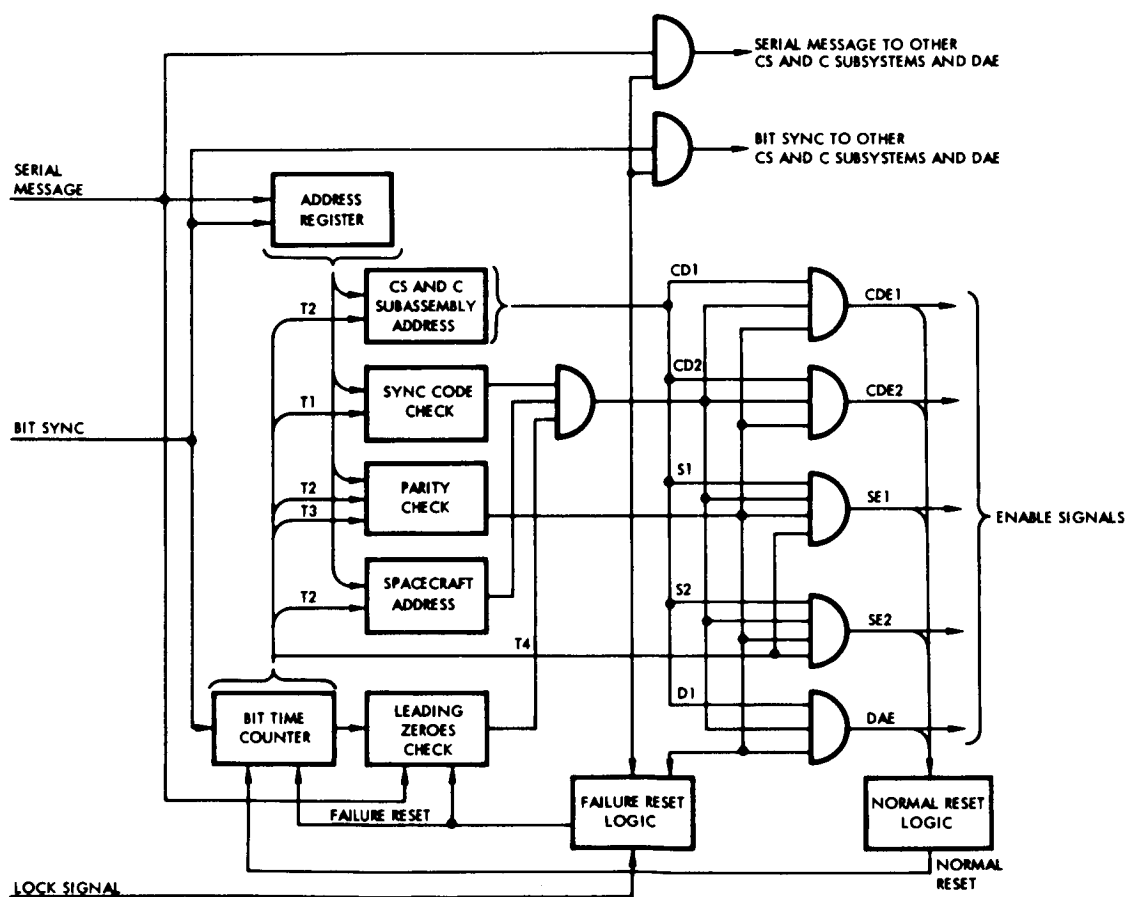 SERIAL MESSAGE TO OTHER
CS AND C SUBSYSTEMS AND DAE
BIT SYNC TO OTHER
CS AND C SUBSYSTEMS AND DAE
SERIAL
MESSAGE
ADDRESS
REGISTER
CS AND C
SUBASSEMBLY
ADDRESS
T2
CD1
CDE1
SYNC CODE
CHECK
T1
CD2
CDE2
BIT SYNC
PARITY
CHECK
T2
T3
S1
SE1
ENABLE SIGNALS
SPACECRAFT
ADDRESS
T2
S2
SE2
T4
BIT TIME
COUNTER
LEADING
ZEROES
CHECK
D1
DAE
FAILURE RESET
FAILURE RESET
LOGIC
NORMAL RESET
LOGIC
NORMAL
RESET
LOCK SIGNAL